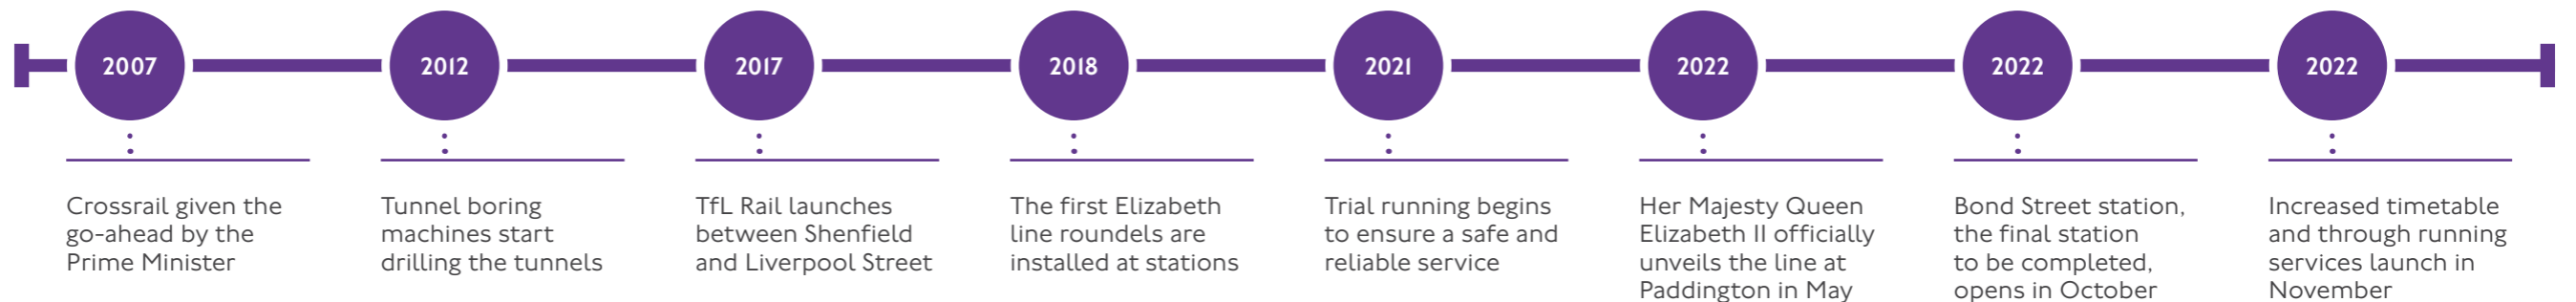 2007
Crossrail given the
go-ahead by the
Prime Minister
2012
Tunnel boring
machines start
drilling the tunnels
2017
TfL Rail launches
between Shenfield
and Liverpool Street
2018
The first Elizabeth
line roundels are
installed at stations
2021
Trial running begins
to ensure a safe and
reliable service
2022
Her Majesty Queen
Elizabeth II officially
unveils the line at
Paddington in May
2022
Bond Street station,
the final station
to be completed,
opens in October
2022
Increased timetable
and through running
services launch in
November